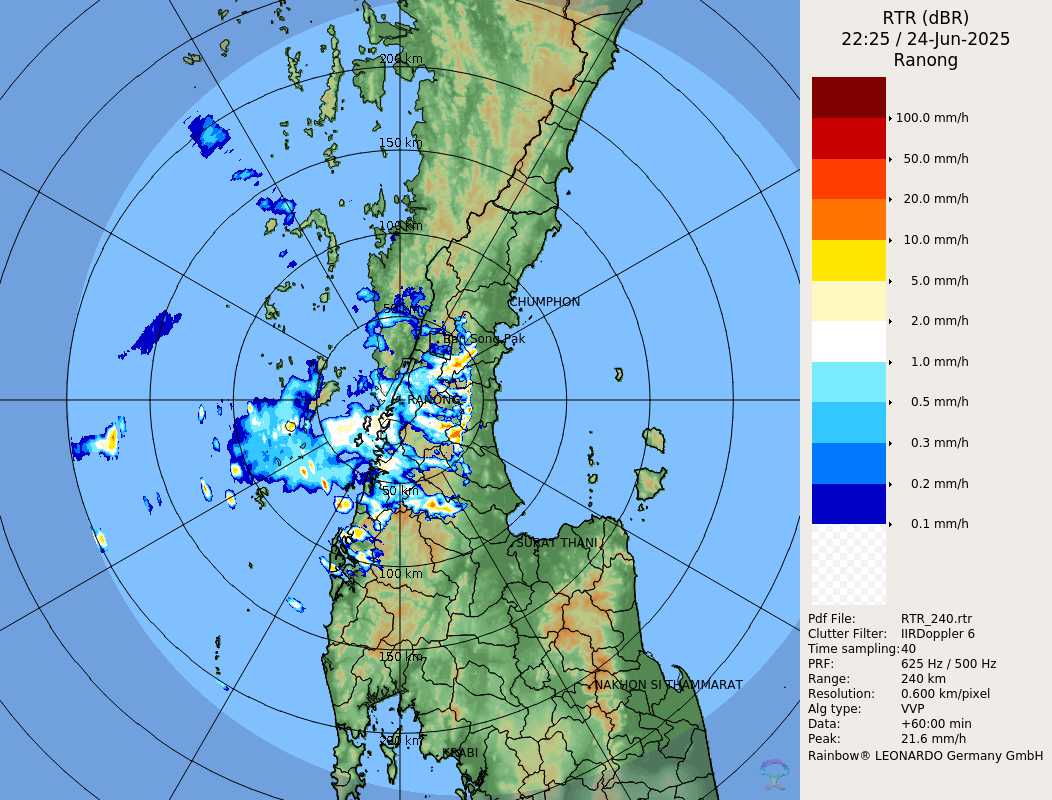 RTR (dBR)
22:25 / 24-Jun-2025
Ranong
100.0 mm/h
50.0 mm/h
20.0 mm/h
10.0 mm/h
5.0 mm/h
2.0 mm/h
1.0 mm/h
0.5 mm/h
0.3 mm/h
0.2 mm/h
0.1 mm/h
Pdf File: RTR_240.rtr
Clutter Filter: IIRDoppler 6
Time sampling:40
PRF: 625 Hz / 500 Hz
Range: 240 km
Resolution: 0.600 km/pixel
Alg type: VVP
Data: +60:00 min
Peak: 21.6 mm/h
Rainbow® LEONARDO Germany GmbH
200 km
150 km
100 km
CHUMPHON
50 km
Ban Song Pak
RANONG
50 km
SURAT THANI
100 km
150 km
NAKHON SI THAMMARAT
200 km
KRABI